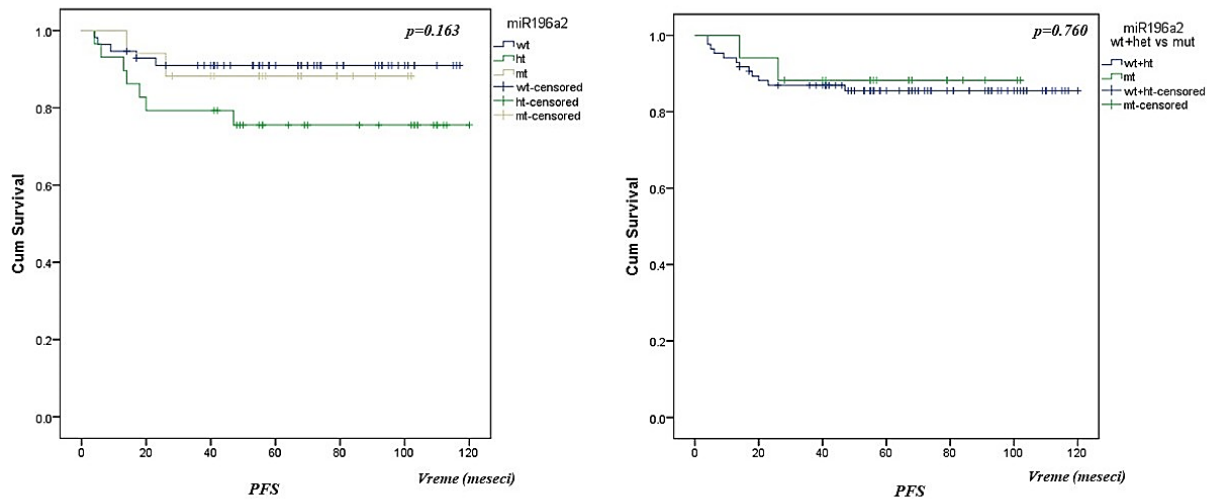 p=0.163
miR196a2
wt
ht
mt
wt-censored
ht-censored
mt-censored
Cum Survival
1.0
0.8
0.6
0.4
0.2
0.0
0 20 40 60 80 100 120
PFS
Vreme (meseci)
p=0.760
miR196a2
wt+het vs mut
wt+ht
mt
wt+ht-censored
mt-censored
Cum Survival
1.0
0.8
0.6
0.4
0.2
0.0
0 20 40 60 80 100 120
PFS
Vreme (meseci)